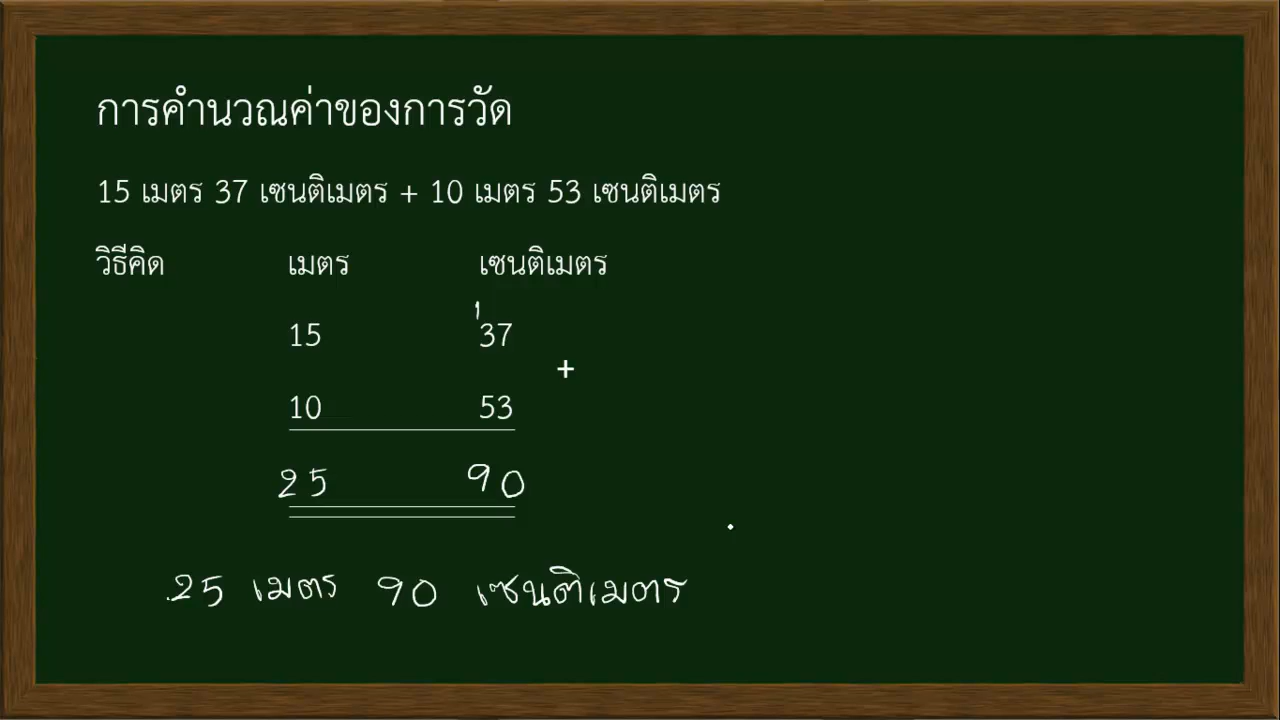 การคำนวณค่าของการวัด
15 เมตร 37 เซนติเมตร + 10 เมตร 53 เซนติเมตร
วิธีคิด เมตร เซนติเมตร
1
15 37
+
10 53
25 90
25 เมตร 90 เซนติเมตร